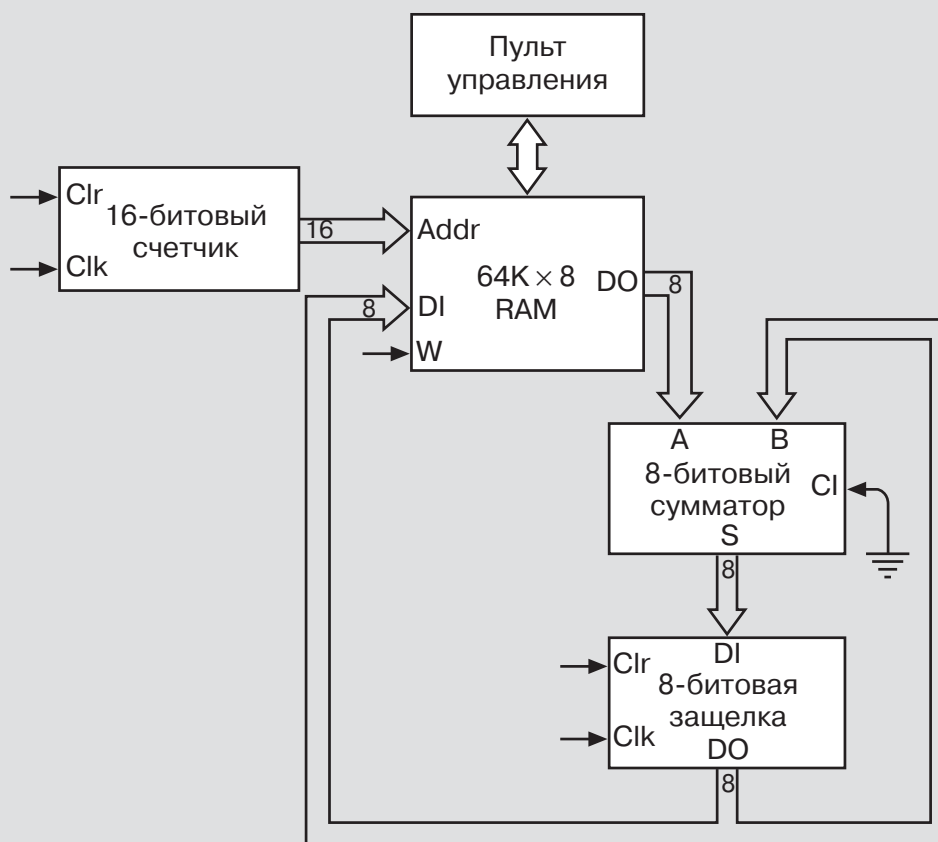 Пульт
управления
Clr
16-битовый
счетчик
Clk
16
Addr
64K × 8
RAM
DO
8
8
DI
W
A
B
8-битовый
сумматор
CI
S
8
DI
Clr
8-битовая
защелка
Clk
DO
8